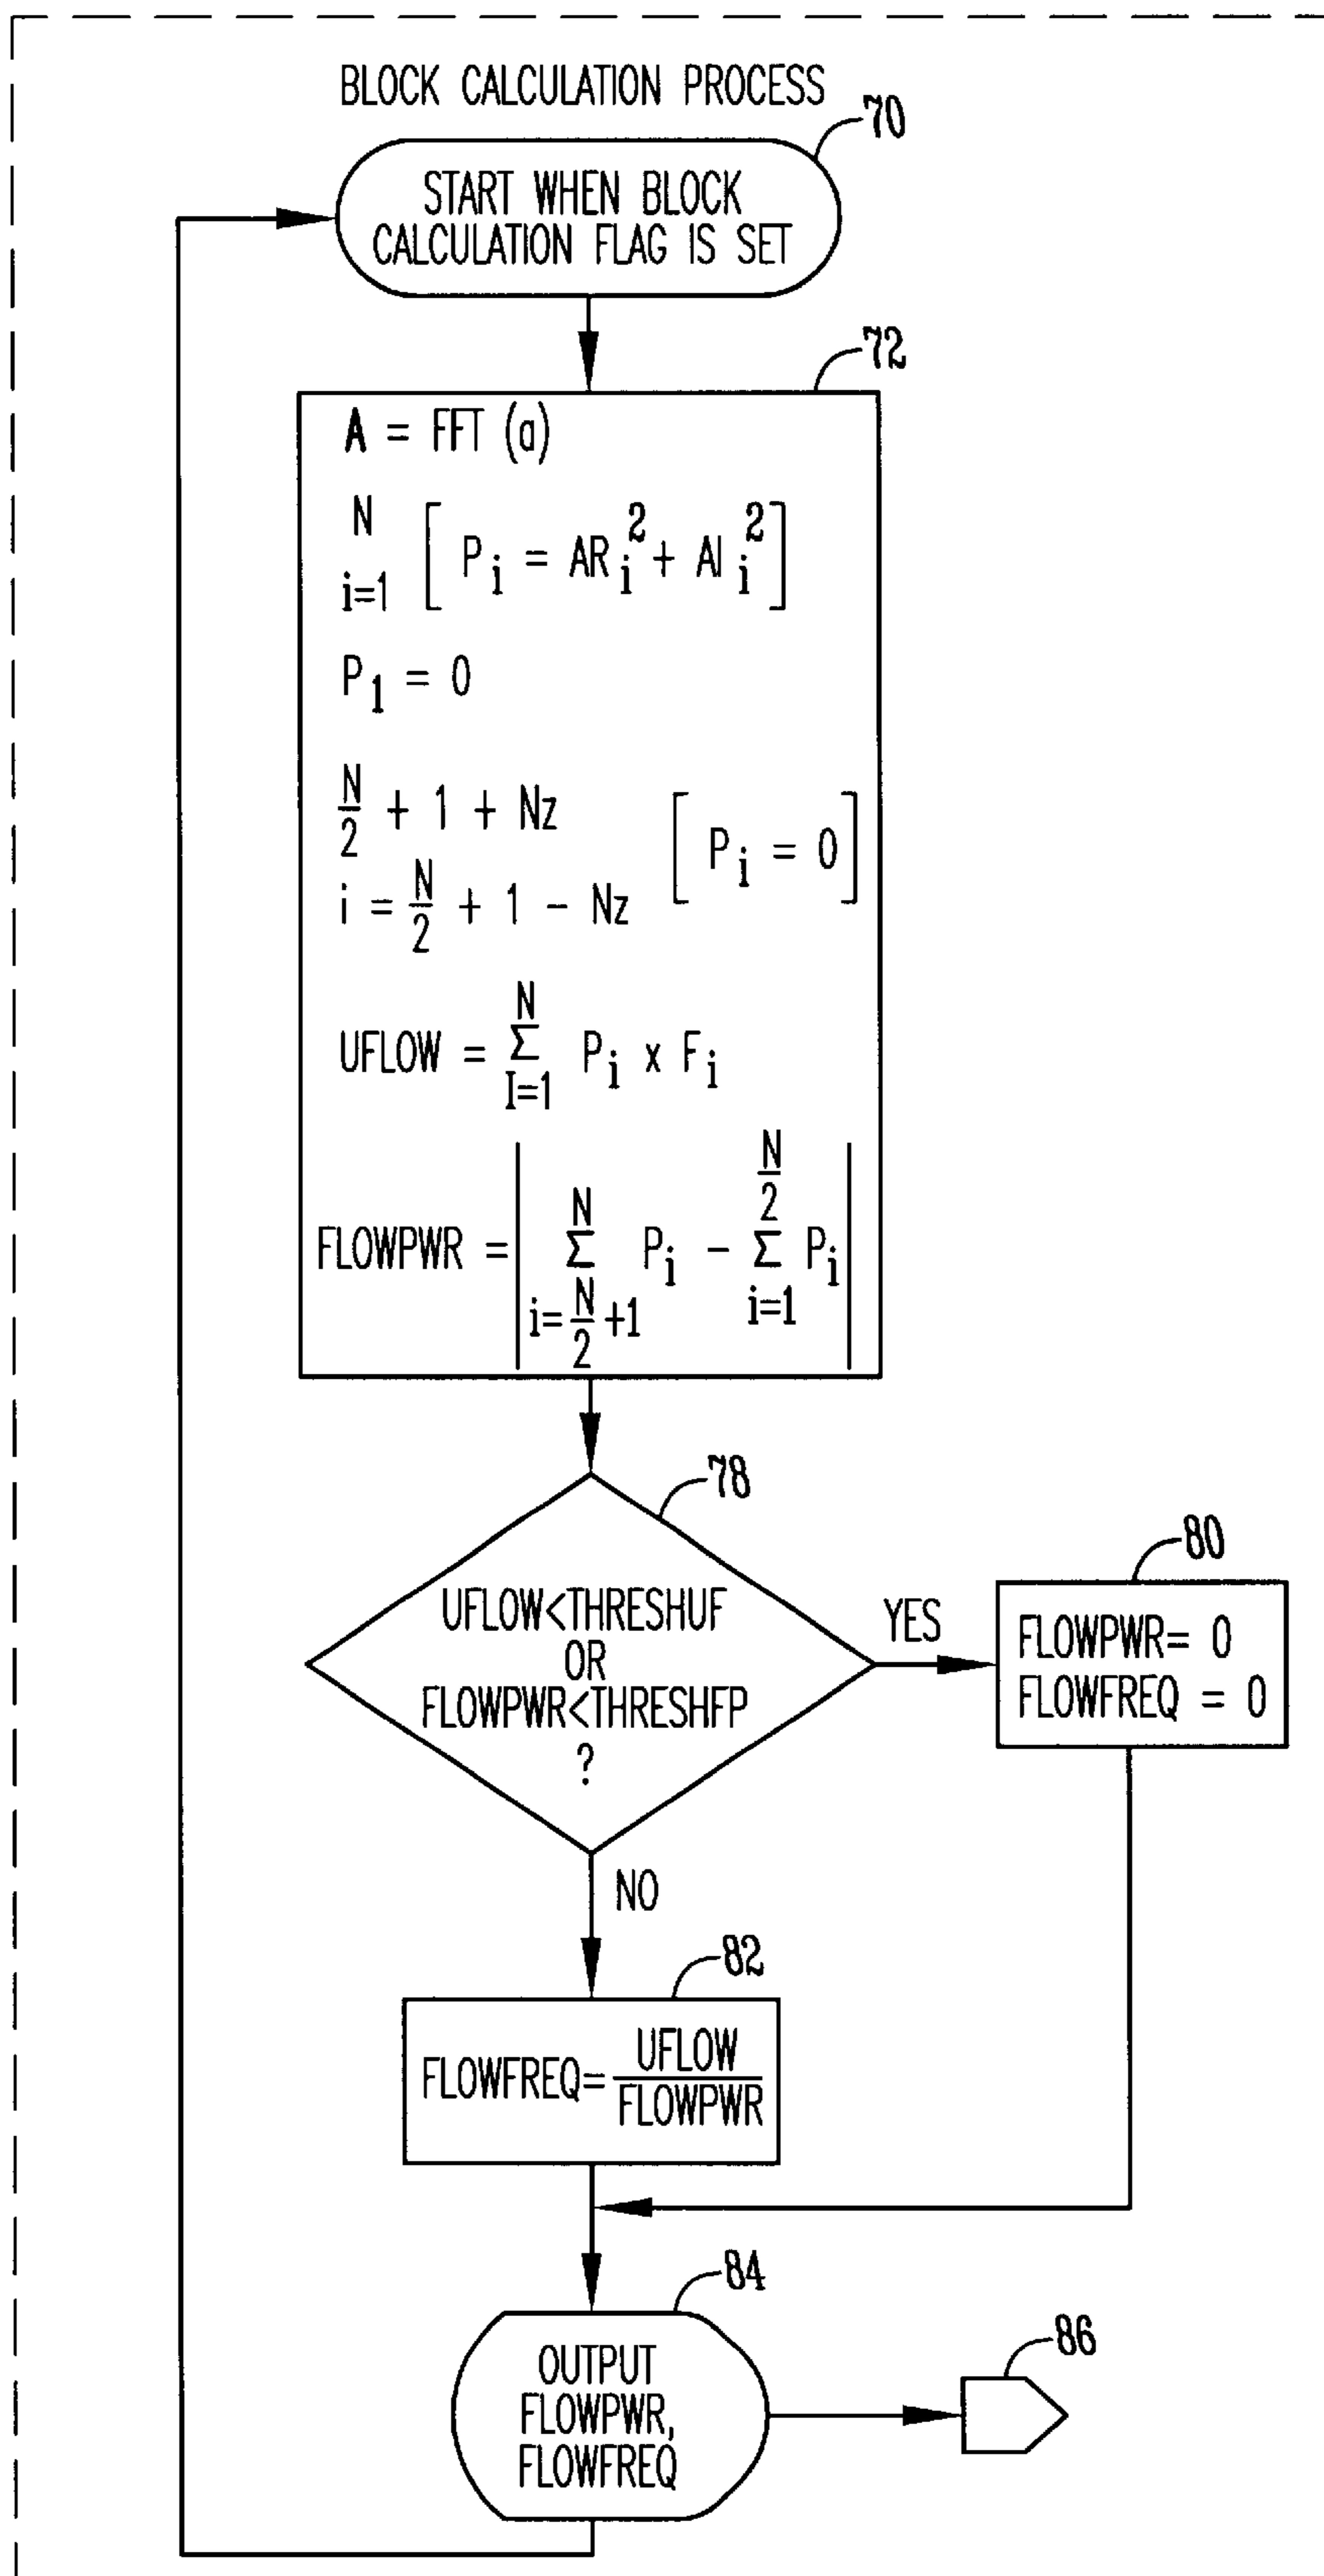 BLOCK CALCULATION PROCESS
70
START WHEN BLOCK
CALCULATION FLAG IS SET
72
A = FFT (a)
N
i=1 [ P_i = AR_i^2 + AI_i^2 ]
P_1 = 0
N/2 + 1 + Nz
i = N/2 + 1 - Nz [ P_i = 0 ]
UFLOW = Σ_{I=1}^{N} P_i x F_i
FLOWPWR = | Σ_{i=N/2+1}^{N} P_i - Σ_{i=1}^{N/2} P_i |
78
UFLOW<THRESHUF
OR
FLOWPWR<THRESHFP
?
YES
80
FLOWPWR= 0
FLOWFREQ = 0
NO
82
FLOWFREQ= UFLOW/FLOWPWR
84
OUTPUT
FLOWPWR,
FLOWFREQ
86